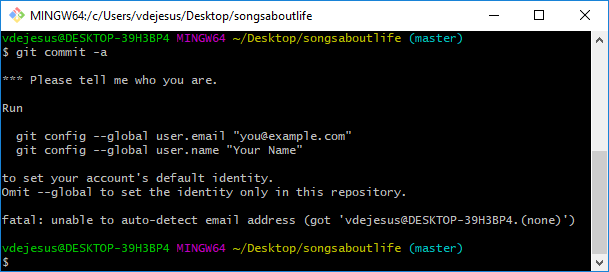 MINGW64:/c/Users/vdejesus/Desktop/songsaboutlife
vdejesus@DESKTOP-39H3BP4 MINGW64 ~/Desktop/songsaboutlife (master)
$ git commit -a
*** Please tell me who you are.
Run
git config --global user.email "you@example.com"
git config --global user.name "Your Name"
to set your account's default identity.
Omit --global to set the identity only in this repository.
fatal: unable to auto-detect email address (got 'vdejesus@DESKTOP-39H3BP4.(none)')
vdejesus@DESKTOP-39H3BP4 MINGW64 ~/Desktop/songsaboutlife (master)
$